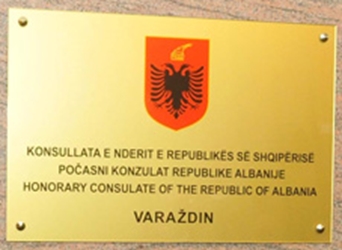 KONSULLATA E NDERIT E REPUBLIKËS SË SHQIPËRISË
POČASNI KONZULAT REPUBLIKE ALBANIJE
HONORARY CONSULATE OF THE REPUBLIC OF ALBANIA
VARAŽDIN